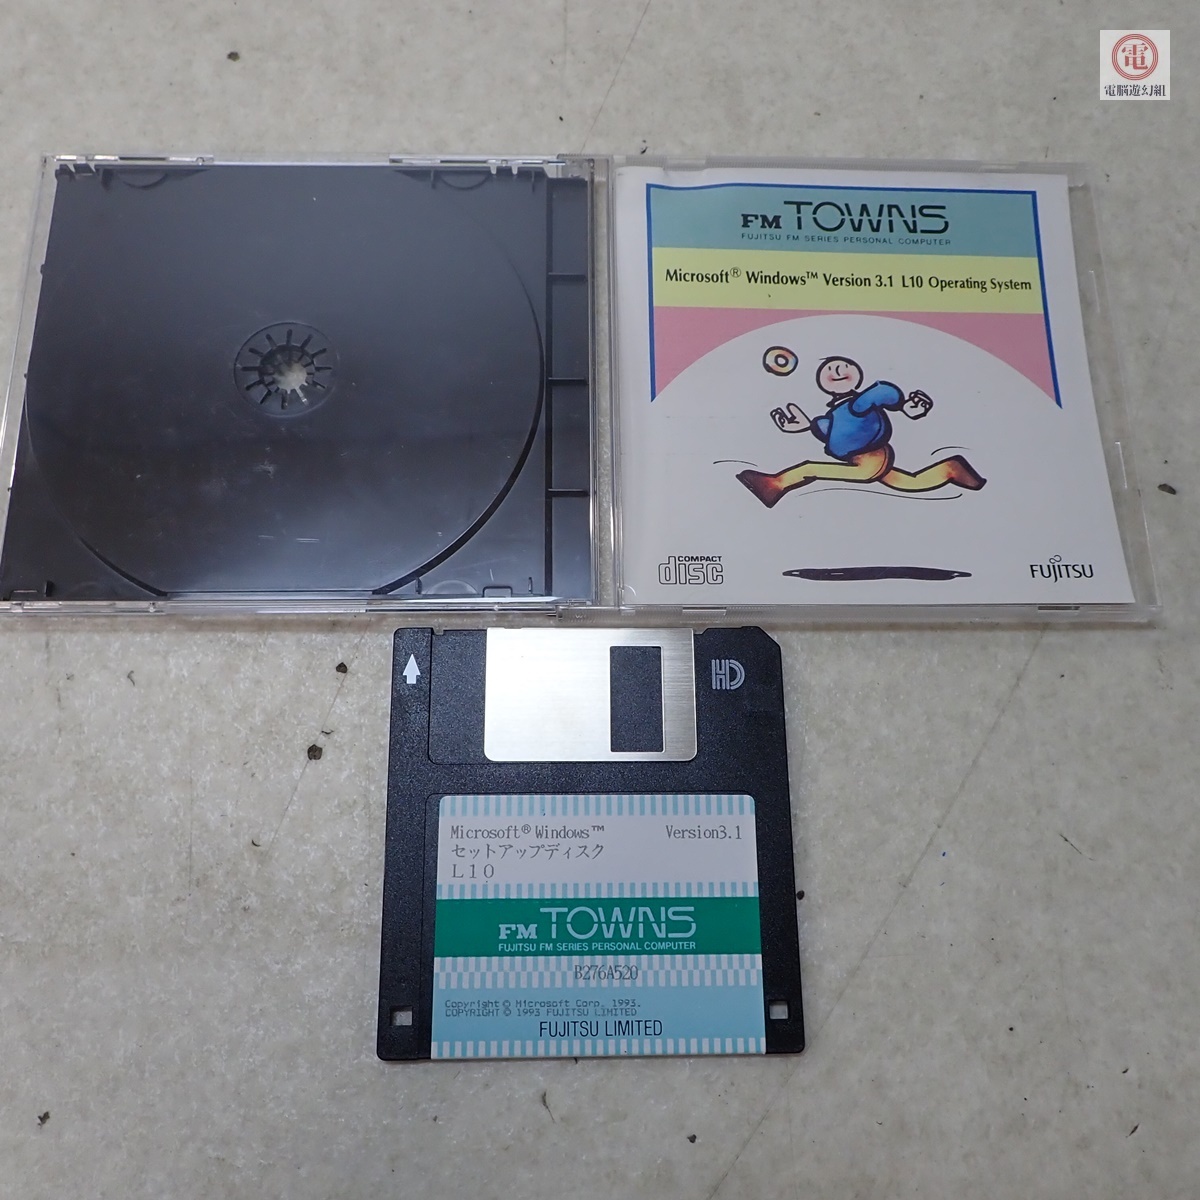 電
電脳遊幻組
FM TOWNS
FUJITSU FM SERIES PERSONAL COMPUTER
Microsoft® Windows™ Version 3.1 L10 Operating System
COMPACT
disc
FUJITSU
HD
Microsoft® Windows™ Version3.1
セットアップディスク
L10
FM TOWNS
FUJITSU FM SERIES PERSONAL COMPUTER
B276A520
Copyright © Microsoft Corp. 1993.
COPYRIGHT © 1993 FUJITSU LIMITED
FUJITSU LIMITED